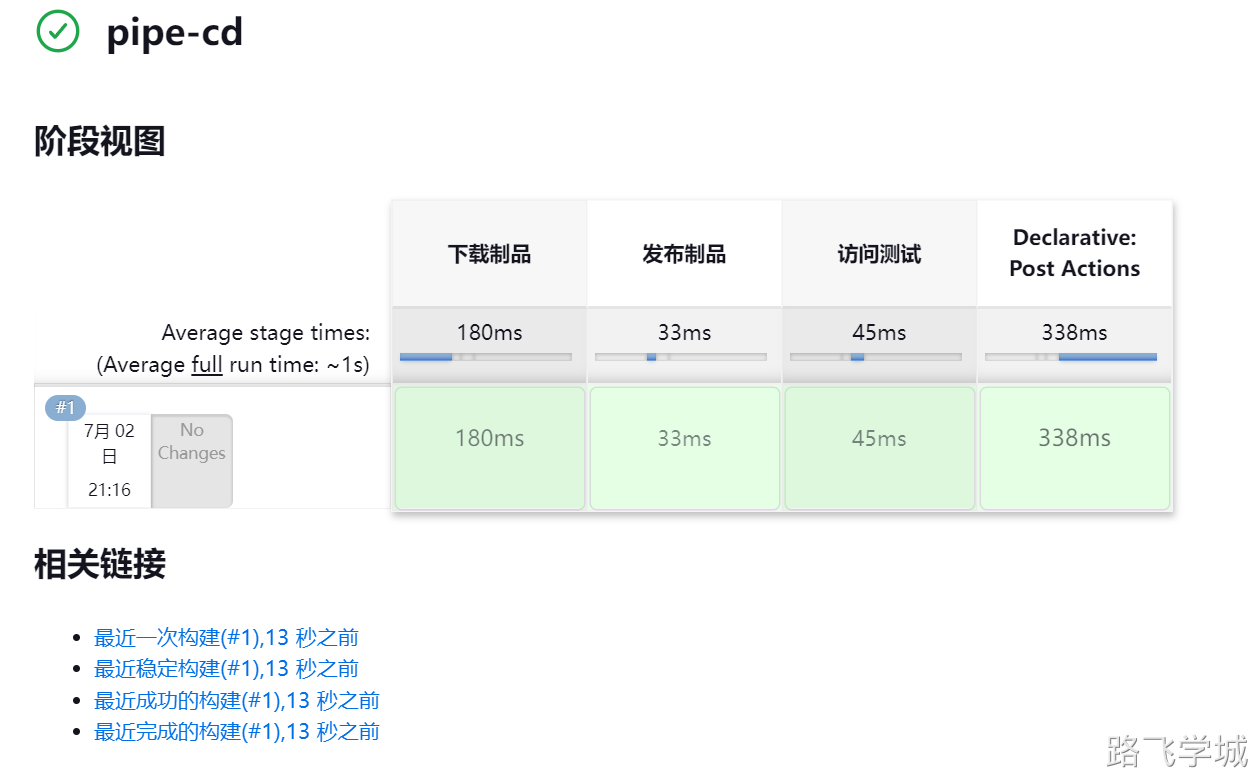 pipe-cd
阶段视图
下载制品
发布制品
访问测试
Declarative:
Post Actions
Average stage times:
(Average full run time: ~1s)
180ms
33ms
45ms
338ms
#1
7月 02
日
21:16
No
Changes
180ms
33ms
45ms
338ms
相关链接
最近一次构建(#1),13 秒之前
最近稳定构建(#1),13 秒之前
最近成功的构建(#1),13 秒之前
最近完成的构建(#1),13 秒之前
路飞学城